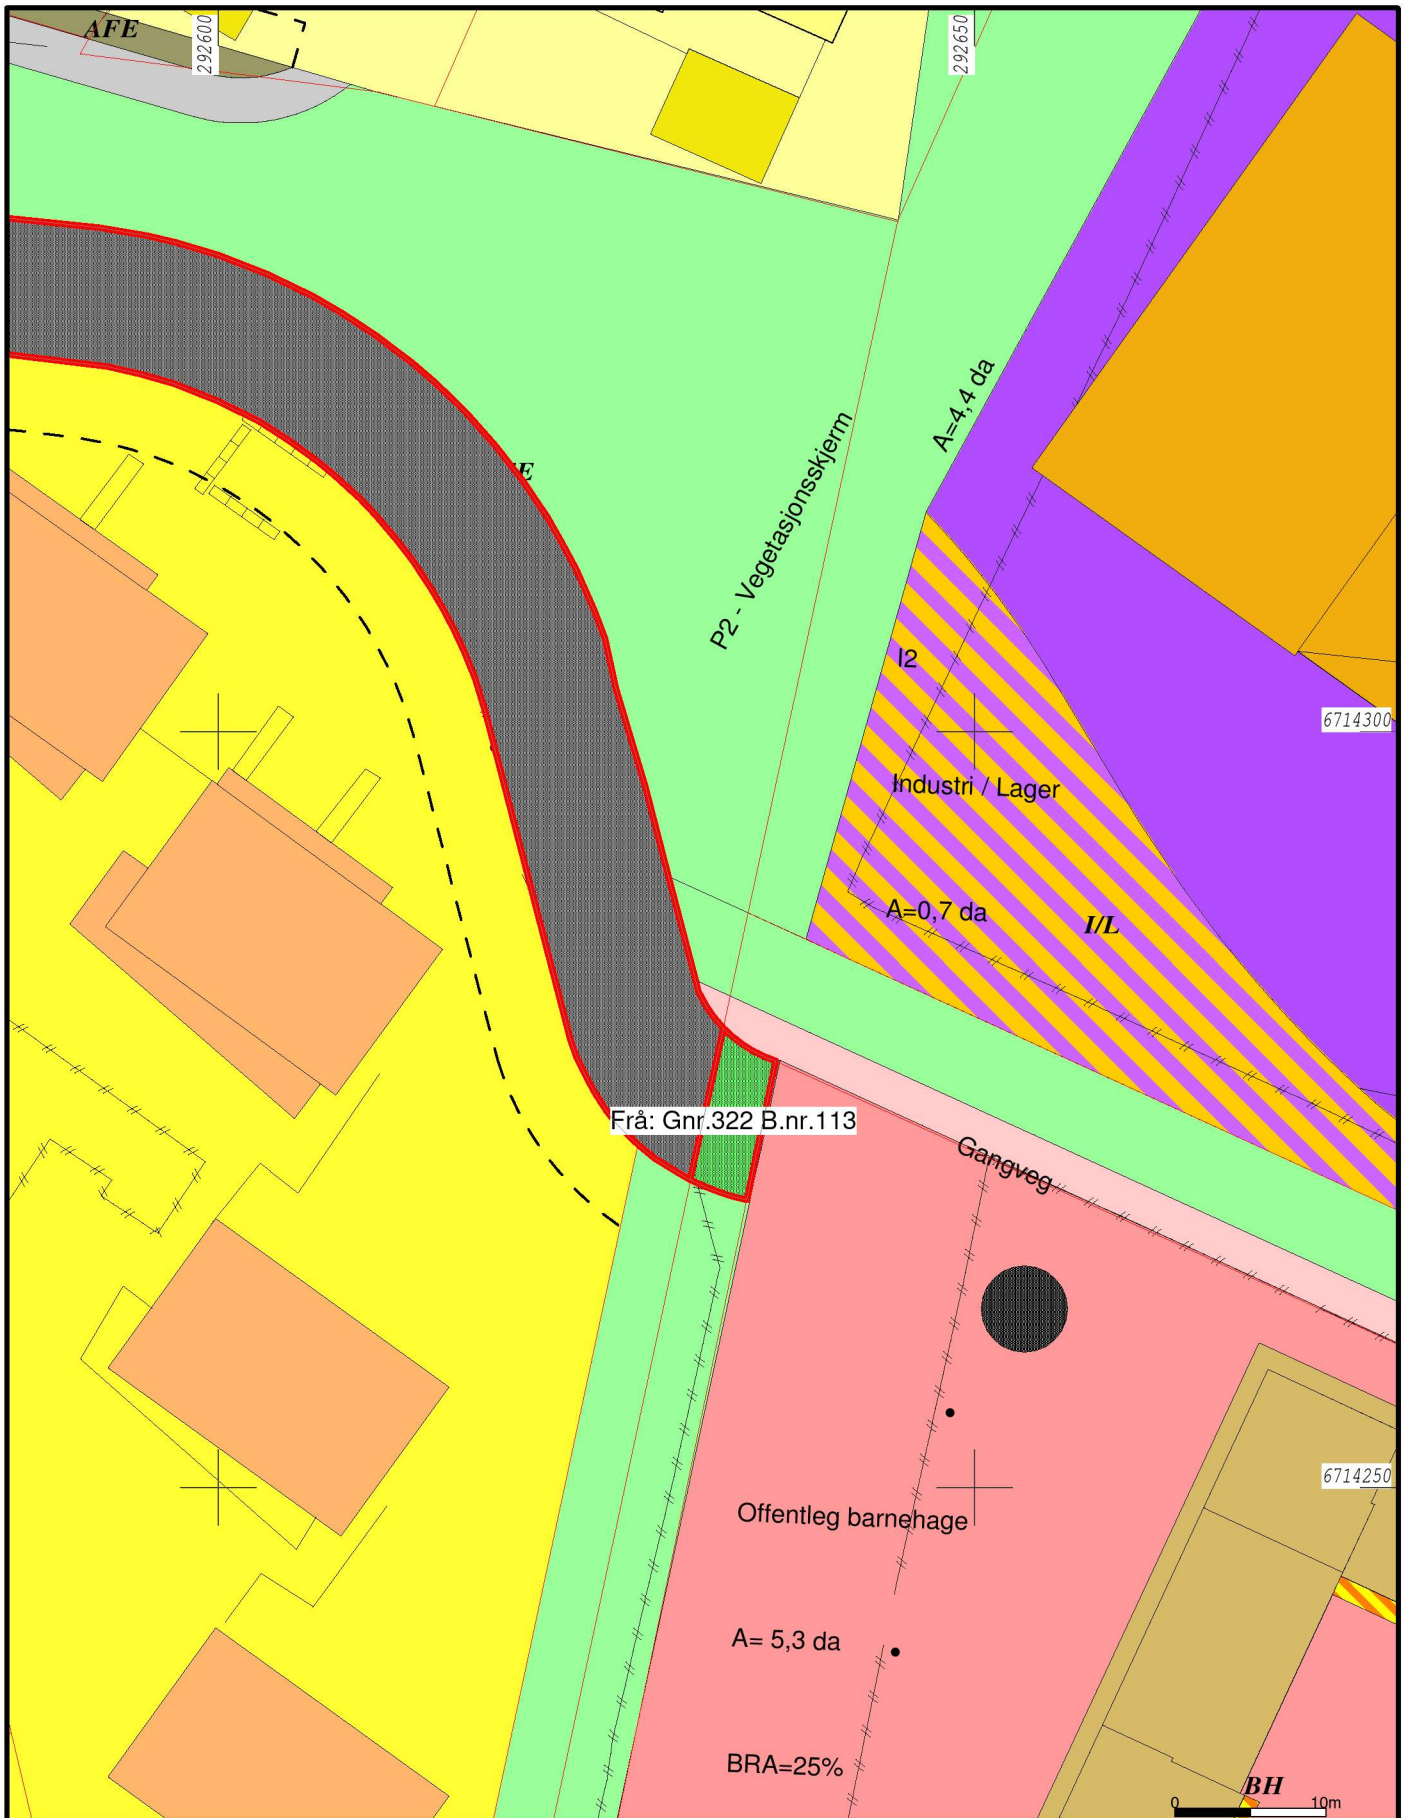 AFE
292600
292650
A=4,4 da
P2 - Vegetasjonsskjerm
I2
6714300
Industri / Lager
A=0,7 da
I/L
Frå: Gnr.322 B.nr.113
Gangveg
6714250
Offentleg barnehage
A= 5,3 da
BRA=25%
BH
0 10m